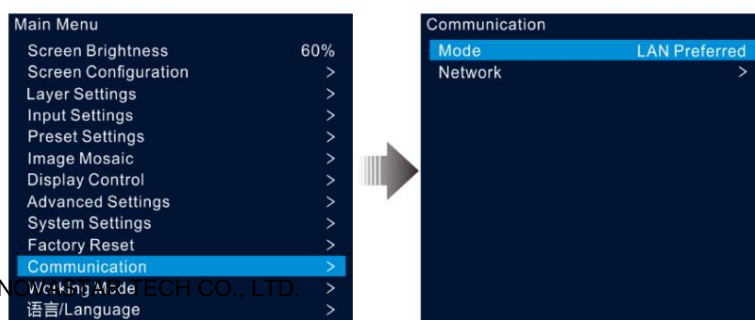 Main Menu
Screen Brightness 60%
Screen Configuration >
Layer Settings >
Input Settings >
Preset Settings >
Image Mosaic >
Display Control >
Advanced Settings >
System Settings >
Factory Reset >
Communication >
Working Mode >
语言/Language >
TECH CO., LTD.
Communication
Mode LAN Preferred
Network >